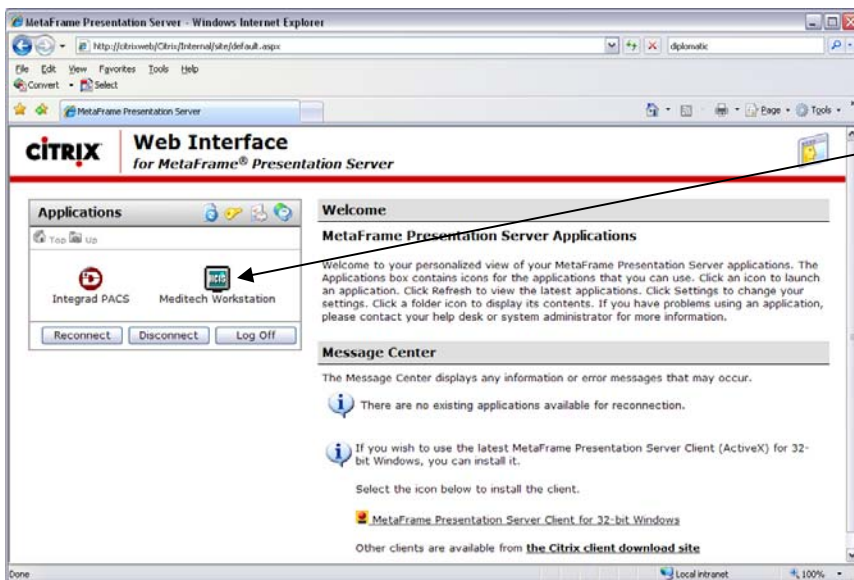 MetaFrame Presentation Server - Windows Internet Explorer
http://citrixweb/Citrix/Internal/site/default.aspx
diplomatic
File Edit View Favorites Tools Help
Convert Select
MetaFrame Presentation Server
Page Tools
CITRIX
Web Interface
for MetaFrame® Presentation Server
Applications
Top Up
Integrad PACS
Meditech Workstation
Reconnect Disconnect Log Off
Welcome
MetaFrame Presentation Server Applications
Welcome to your personalized view of your MetaFrame Presentation Server applications. The
Applications box contains icons for the applications that you can use. Click an icon to launch
an application. Click Refresh to view the latest applications. Click Settings to change your
settings. Click a folder icon to display its contents. If you have problems using an application,
please contact your help desk or system administrator for more information.
Message Center
The Message Center displays any information or error messages that may occur.
There are no existing applications available for reconnection.
If you wish to use the latest MetaFrame Presentation Server Client (ActiveX) for 32-
bit Windows, you can install it.
Select the icon below to install the client.
MetaFrame Presentation Server Client for 32-bit Windows
Other clients are available from the Citrix client download site
Done
Local intranet
100%